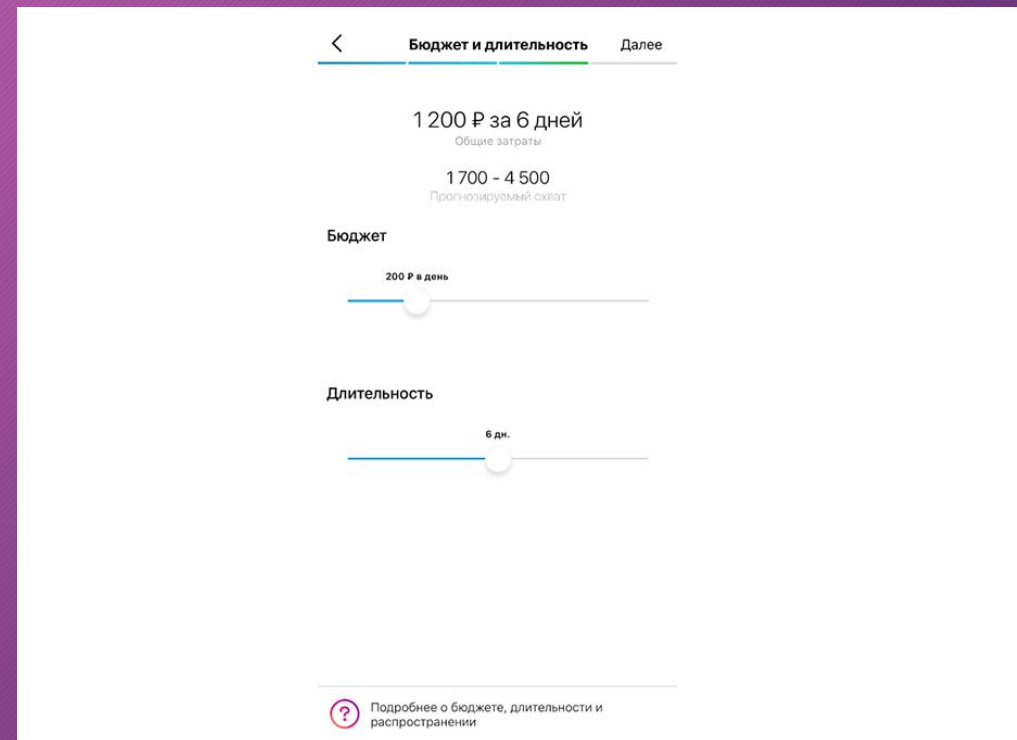 Бюджет и длительность Далее
1 200 ₽ за 6 дней
Общие затраты
1 700 - 4 500
Прогнозируемый охват
Бюджет
200 ₽ в день
Длительность
6 дн.
? Подробнее о бюджете, длительности и
распространении